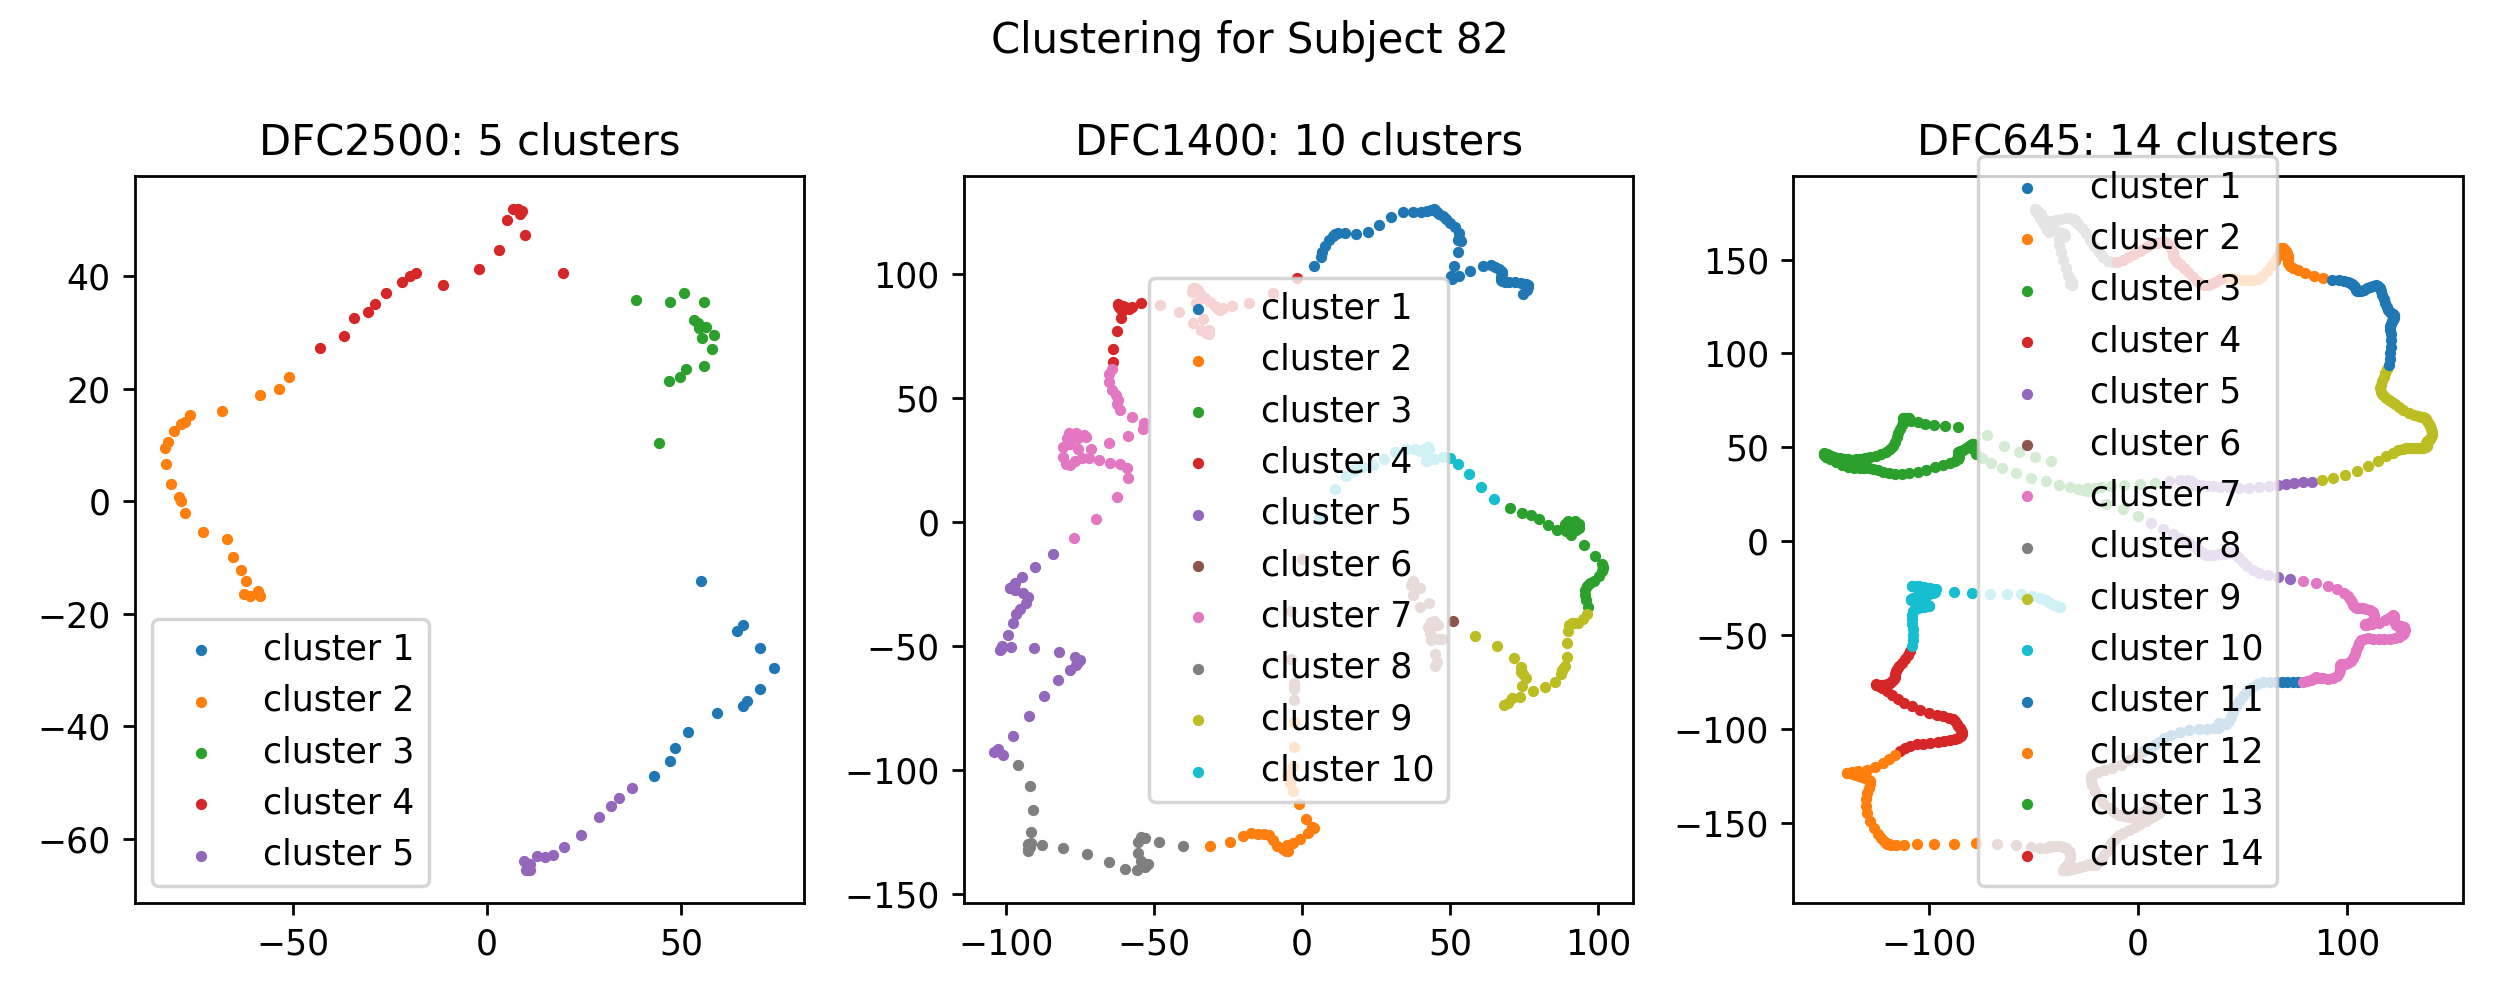 Clustering for Subject 82
DFC2500: 5 clusters
40
20
0
−20
−40
−60
−50
0
50
cluster 1
cluster 2
cluster 3
cluster 4
cluster 5
DFC1400: 10 clusters
100
50
0
−50
−100
−150
−100
−50
0
50
100
cluster 1
cluster 2
cluster 3
cluster 4
cluster 5
cluster 6
cluster 7
cluster 8
cluster 9
cluster 10
DFC645: 14 clusters
150
100
50
0
−50
−100
−150
−100
0
100
cluster 1
cluster 2
cluster 3
cluster 4
cluster 5
cluster 6
cluster 7
cluster 8
cluster 9
cluster 10
cluster 11
cluster 12
cluster 13
cluster 14